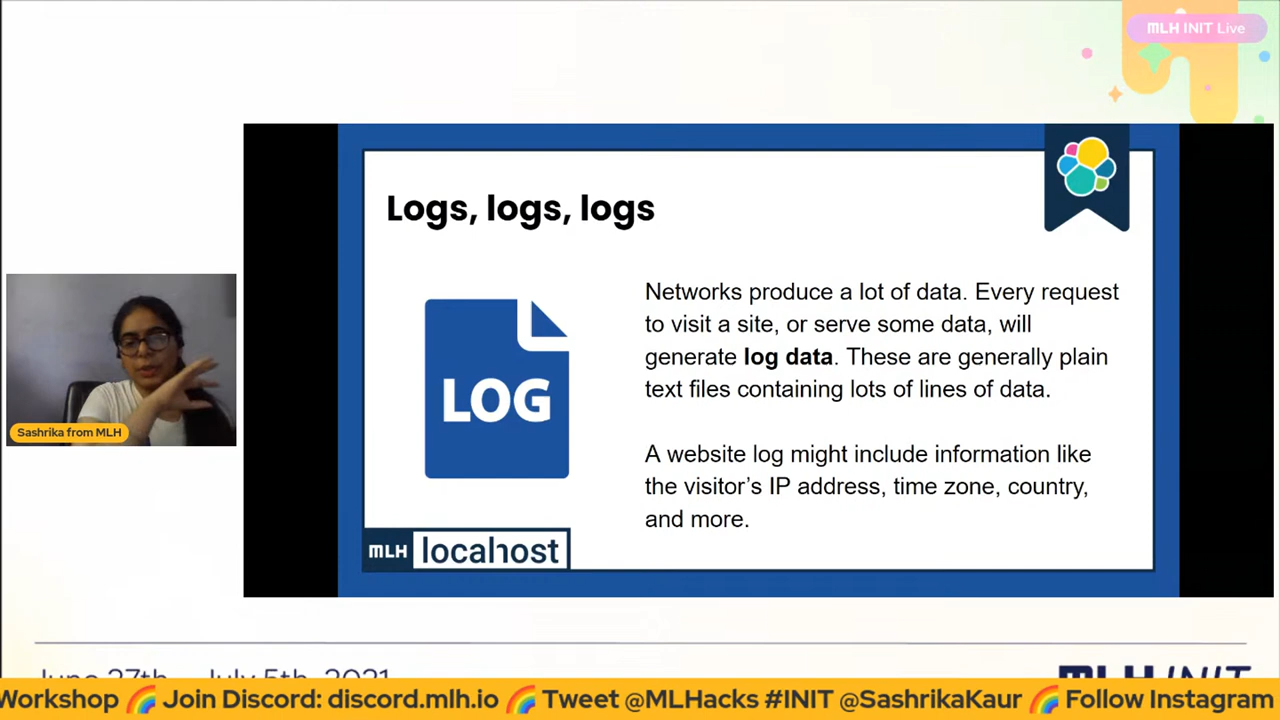 MLH INIT Live
Logs, logs, logs
LOG
Networks produce a lot of data. Every request
to visit a site, or serve some data, will
generate log data. These are generally plain
text files containing lots of lines of data.
A website log might include information like
the visitor's IP address, time zone, country,
and more.
MLH localhost
Sashrika from MLH
June 27th - July 5th, 2021
MLH INIT
Workshop 🌈 Join Discord: discord.mlh.io 🌈 Tweet @MLHacks #INIT @SashrikaKaur 🌈 Follow Instagram